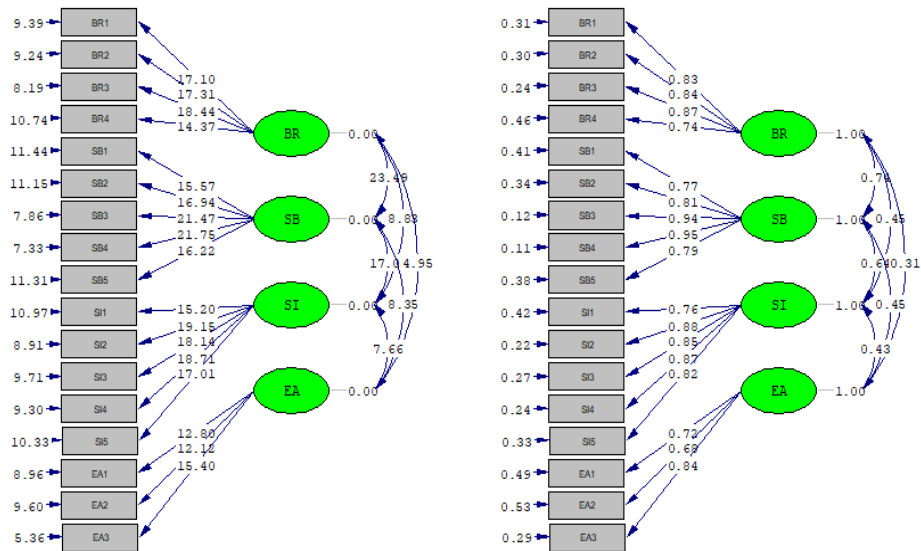 9.39 BR1 0.31 BR1
9.24 BR2 0.30 BR2
17.10 0.83
8.19 BR3 17.31 0.24 BR3 0.84
18.44 0.87
10.74 BR4 14.37 BR 0.00 0.46 BR4 0.74 BR 1.00
11.44 SB1 0.41 SB1
15.57 23.49 0.77
11.15 SB2 16.94 0.34 SB2 0.81
7.86 SB3 21.47 SB 0.00 8.83 0.12 SB3 0.94 SB 1.00 0.45
7.33 SB4 21.75 0.11 SB4 0.95
16.22 0.79
11.31 SB5 4.95 0.38 SB5 0.31
10.97 SI1 15.20 SI 0.00 8.35 0.42 SI1 0.76 SI 1.00 0.45
19.15 0.88
8.91 SI2 18.14 0.22 SI2 0.85
9.71 SI3 18.71 7.66 0.27 SI3 0.87 0.43
17.01 0.82
9.30 SI4 EA 0.00 0.24 SI4 EA 1.00
10.33 SI5 12.80 0.33 SI5 0.72
12.12 0.68
8.96 EA1 15.40 0.49 EA1 0.84
9.60 EA2 0.53 EA2
5.36 EA3 0.29 EA3